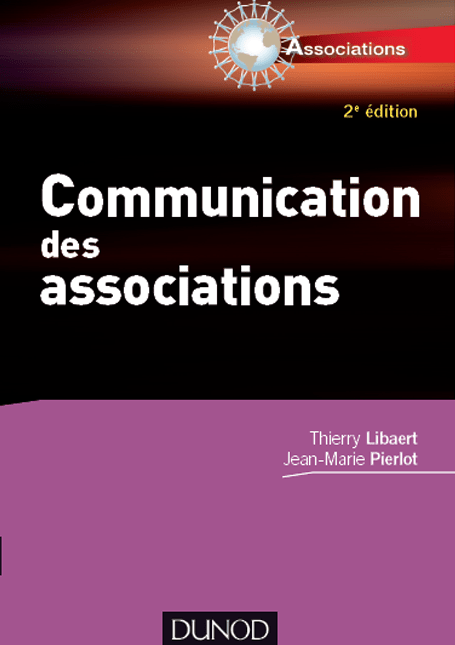 Associations
2e édition
Communication
des
associations
Thierry Libaert
Jean-Marie Pierlot
DUNOD